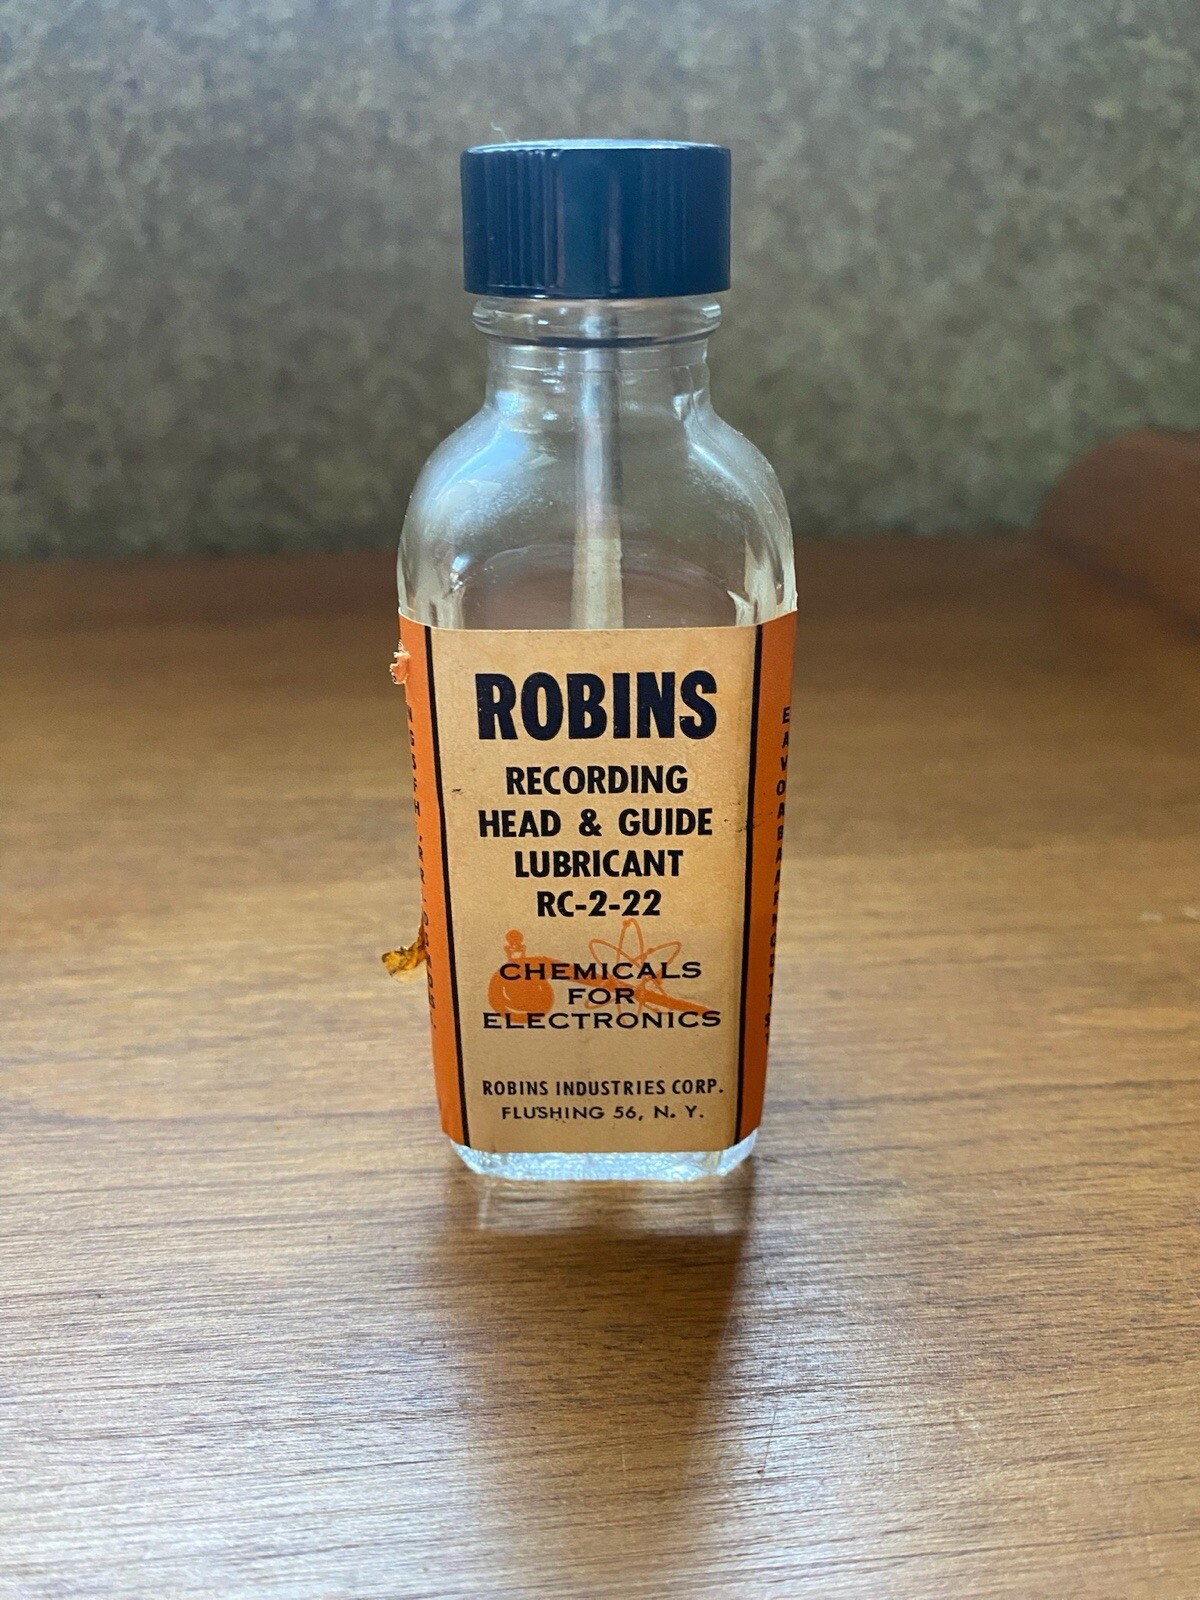 ROBINS
RECORDING
HEAD & GUIDE
LUBRICANT
RC-2-22
CHEMICALS
FOR
ELECTRONICS
ROBINS INDUSTRIES CORP.
FLUSHING 56, N. Y.